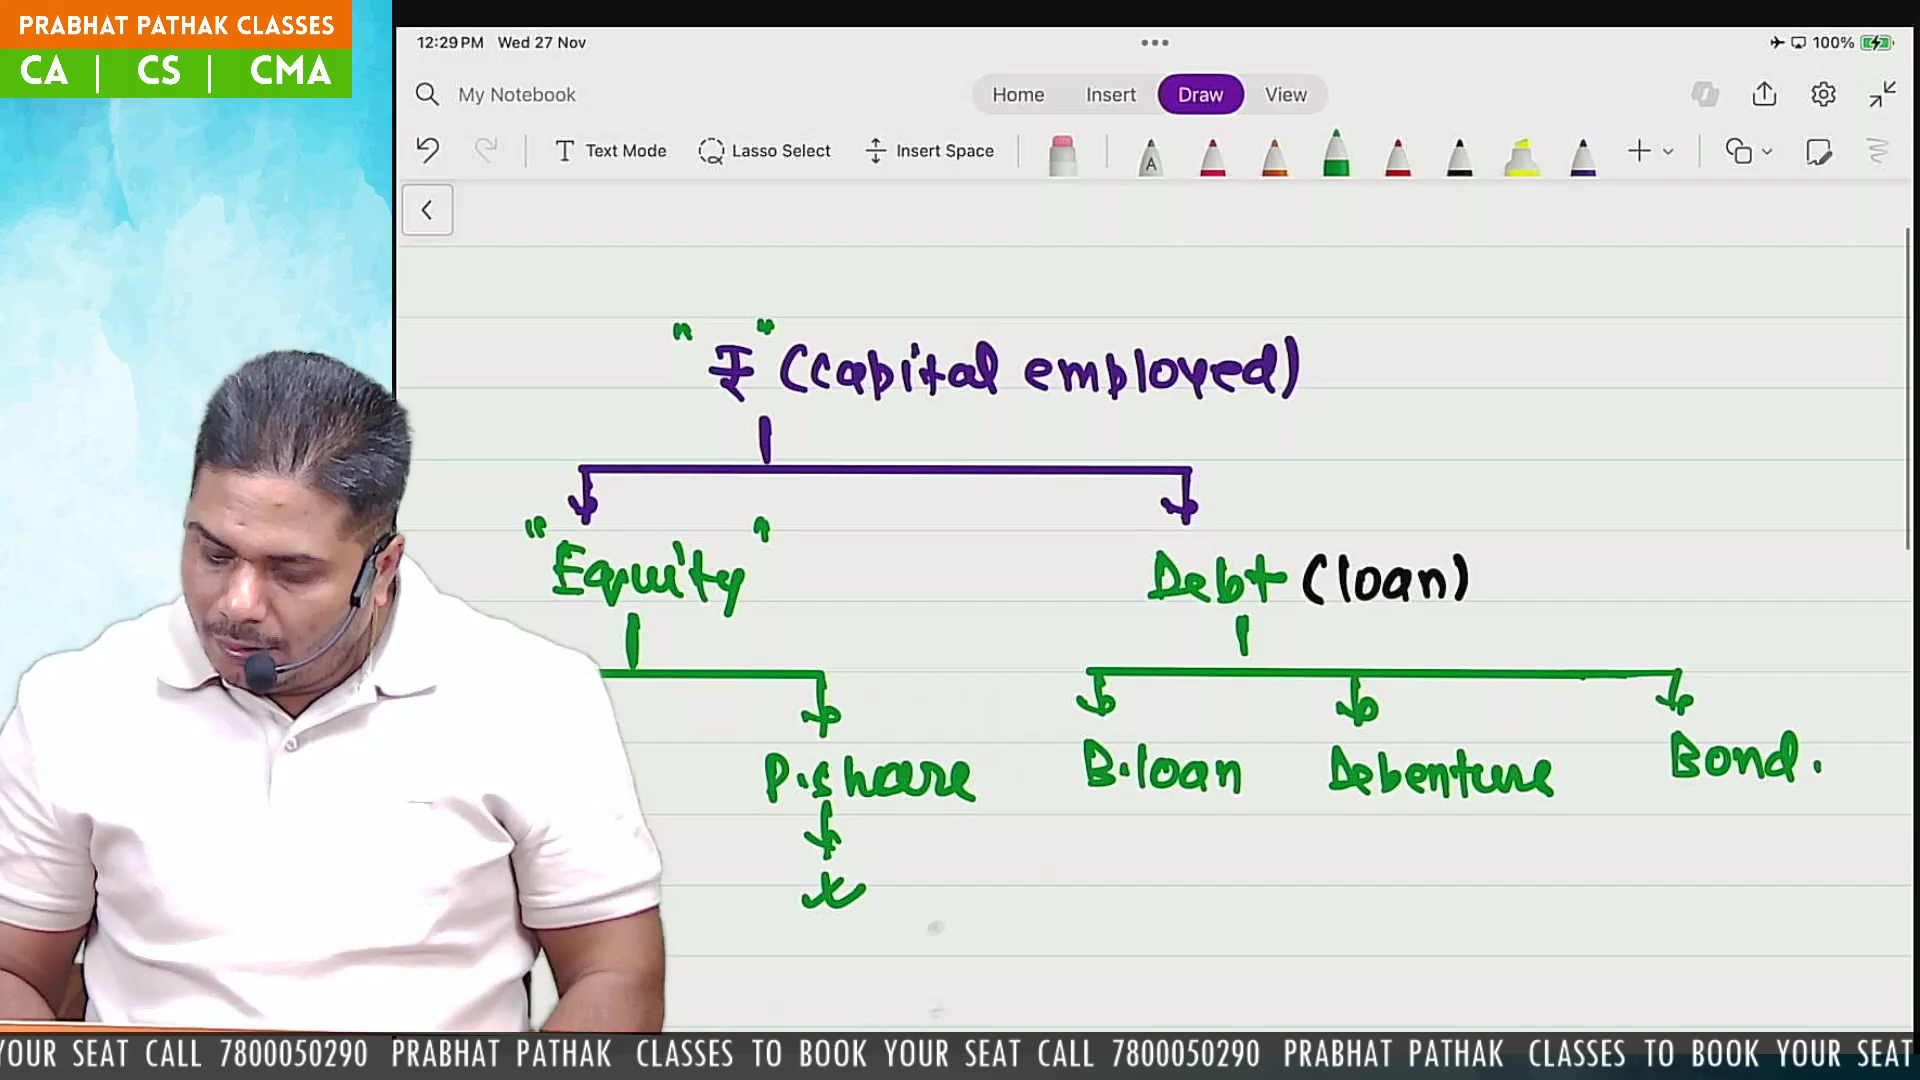 PRABHAT PATHAK CLASSES
CA | CS | CMA
12:29 PM Wed 27 Nov
100%
My Notebook
Home Insert Draw View
Text Mode Lasso Select Insert Space
A
"₹" (Capital employed)
"Equity"
Debt (loan)
P.share
B.loan
Debenture
Bond.
YOUR SEAT CALL 7800050290 PRABHAT PATHAK CLASSES TO BOOK YOUR SEAT CALL 7800050290 PRABHAT PATHAK CLASSES TO BOOK YOUR SEAT